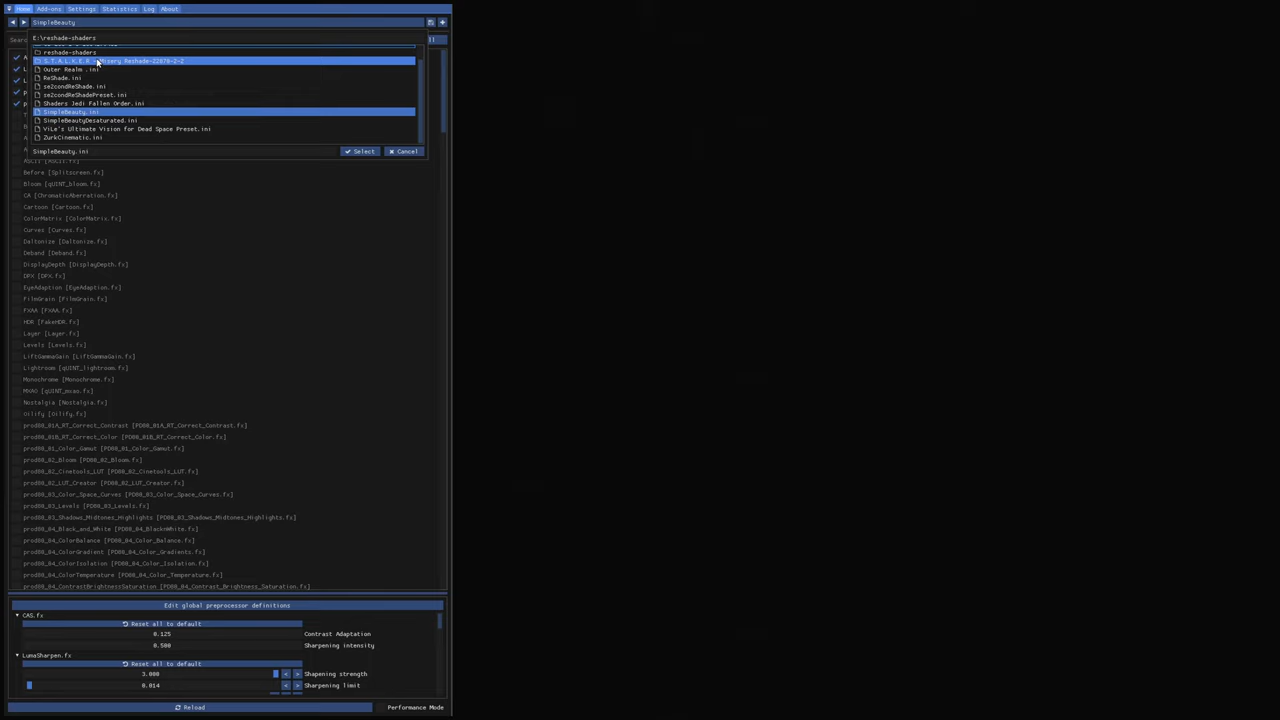 Home Add-ons Settings Statistics Log About
SimpleBeauty
E:\reshade-shaders
reshade-shaders
Outer Realm .ini
ReShade.ini
se2condReShade.ini
se2condReShadePreset.ini
Shaders Jedi Fallen Order.ini
SimpleBeauty.ini
SimpleBeautyDesaturated.ini
ViLe's Ultimate Vision for Dead Space Preset.ini
ZurkCinematic.ini
SimpleBeauty.ini Select Cancel
ASCII [ASCII.fx]
Before [Splitscreen.fx]
Bloom [qUINT_bloom.fx]
CA [ChromaticAberration.fx]
Cartoon [Cartoon.fx]
ColorMatrix [ColorMatrix.fx]
Curves [Curves.fx]
Daltonize [Daltonize.fx]
Deband [Deband.fx]
DisplayDepth [DisplayDepth.fx]
DPX [DPX.fx]
EyeAdaption [EyeAdaption.fx]
FilmGrain [FilmGrain.fx]
FXAA [FXAA.fx]
HDR [FakeHDR.fx]
Layer [Layer.fx]
Levels [Levels.fx]
LiftGammaGain [LiftGammaGain.fx]
Lightroom [qUINT_lightroom.fx]
Monochrome [Monochrome.fx]
MXAO [qUINT_mxao.fx]
Nostalgia [Nostalgia.fx]
Oilify [Oilify.fx]
prod80_01A_RT_Correct_Contrast [PD80_01A_RT_Correct_Contrast.fx]
prod80_01B_RT_Correct_Color [PD80_01B_RT_Correct_Color.fx]
prod80_01_Color_Gamut [PD80_01_Color_Gamut.fx]
prod80_02_Bloom [PD80_02_Bloom.fx]
prod80_02_Cinetools_LUT [PD80_02_Cinetools_LUT.fx]
prod80_02_LUT_Creator [PD80_02_LUT_Creator.fx]
prod80_03_Color_Space_Curves [PD80_03_Color_Space_Curves.fx]
prod80_03_Levels [PD80_03_Levels.fx]
prod80_03_Shadows_Midtones_Highlights [PD80_03_Shadows_Midtones_Highlights.fx]
prod80_04_Black_and_White [PD80_04_BlacknWhite.fx]
prod80_04_ColorBalance [PD80_04_Color_Balance.fx]
prod80_04_ColorGradient [PD80_04_Color_Gradients.fx]
prod80_04_ColorIsolation [PD80_04_Color_Isolation.fx]
prod80_04_ColorTemperature [PD80_04_Color_Temperature.fx]
prod80_04_ContrastBrightnessSaturation [PD80_04_Contrast_Brightness_Saturation.fx]
Edit global preprocessor definitions
CAS.fx
Reset all to default
0.125 Contrast Adaptation
0.500 Sharpening intensity
LumaSharpen.fx
Reset all to default
3.000 < > Shapening strength
0.014 < > Sharpening limit
Reload Performance Mode